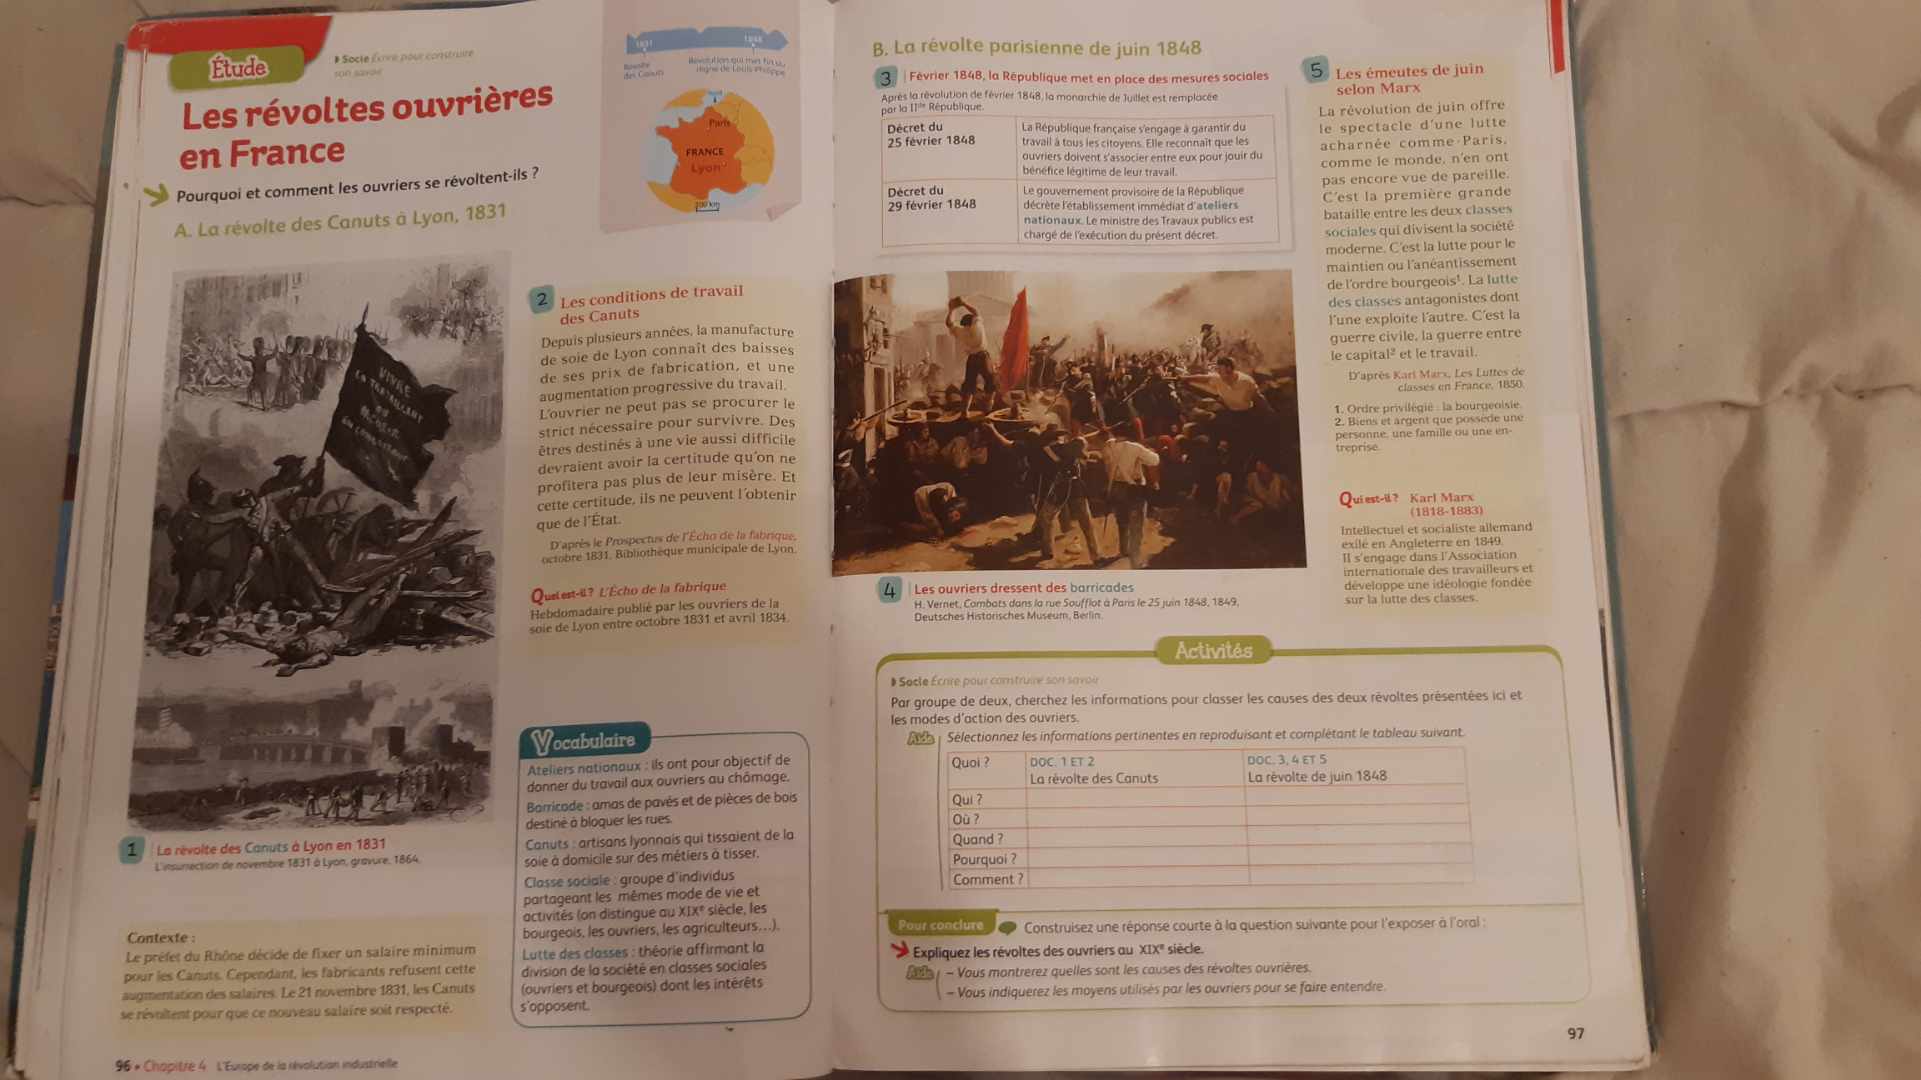 Étude
Socle Écrire pour construire
son savoir
Les révoltes ouvrières
en France
Pourquoi et comment les ouvriers se révoltent-ils ?
A. La révolte des Canuts à Lyon, 1831
1831
1848
Révolte
des Canuts
Révolution qui met fin au
règne de Louis-Philippe
Nord
Paris
FRANCE
Lyon
200 km
VIVRE
EN TRAVAILLANT
OU
MOURIR
EN COMBATTANT
1 La révolte des Canuts à Lyon en 1831
L'insurrection de novembre 1831 à Lyon, gravure, 1864.
Contexte :
Le préfet du Rhône décide de fixer un salaire minimum
pour les Canuts. Cependant, les fabricants refusent cette
augmentation des salaires. Le 21 novembre 1831, les Canuts
se révoltent pour que ce nouveau salaire soit respecté.
96 • Chapitre 4 L'Europe de la révolution industrielle
2 Les conditions de travail
des Canuts
Depuis plusieurs années, la manufacture
de soie de Lyon connaît des baisses
de ses prix de fabrication, et une
augmentation progressive du travail.
L'ouvrier ne peut pas se procurer le
strict nécessaire pour survivre. Des
êtres destinés à une vie aussi difficile
devraient avoir la certitude qu'on ne
profitera pas plus de leur misère. Et
cette certitude, ils ne peuvent l'obtenir
que de l'État.
D'après le Prospectus de l'Écho de la fabrique,
octobre 1831, Bibliothèque municipale de Lyon.
Quel est-il ? L'Écho de la fabrique
Hebdomadaire publié par les ouvriers de la
soie de Lyon entre octobre 1831 et avril 1834.
Vocabulaire
Ateliers nationaux : ils ont pour objectif de
donner du travail aux ouvriers au chômage.
Barricade : amas de pavés et de pièces de bois
destiné à bloquer les rues.
Canuts : artisans lyonnais qui tissaient de la
soie à domicile sur des métiers à tisser.
Classe sociale : groupe d'individus
partageant les mêmes mode de vie et
activités (on distingue au XIXe siècle, les
bourgeois, les ouvriers, les agriculteurs...).
Lutte des classes : théorie affirmant la
division de la société en classes sociales
(ouvriers et bourgeois) dont les intérêts
s'opposent.
B. La révolte parisienne de juin 1848
3 Février 1848, la République met en place des mesures sociales
Après la révolution de février 1848, la monarchie de Juillet est remplacée
par la IIde République.
Décret du
25 février 1848
La République française s'engage à garantir du
travail à tous les citoyens. Elle reconnaît que les
ouvriers doivent s'associer entre eux pour jouir du
bénéfice légitime de leur travail.
Décret du
29 février 1848
Le gouvernement provisoire de la République
décrète l'établissement immédiat d'ateliers
nationaux. Le ministre des Travaux publics est
chargé de l'exécution du présent décret.
4 Les ouvriers dressent des barricades
H. Vernet, Combats dans la rue Soufflot à Paris le 25 juin 1848, 1849,
Deutsches Historisches Museum, Berlin.
5 Les émeutes de juin
selon Marx
La révolution de juin offre
le spectacle d'une lutte
acharnée comme Paris,
comme le monde, n'en ont
pas encore vue de pareille.
C'est la première grande
bataille entre les deux classes
sociales qui divisent la société
moderne. C'est la lutte pour le
maintien ou l'anéantissement
de l'ordre bourgeois1. La lutte
des classes antagonistes dont
l'une exploite l'autre. C'est la
guerre civile, la guerre entre
le capital2 et le travail.
D'après Karl Marx, Les Luttes de
classes en France, 1850.
1. Ordre privilégié : la bourgeoisie.
2. Biens et argent que possède une
personne, une famille ou une en-
treprise.
Qui est-il ? Karl Marx
(1818-1883)
Intellectuel et socialiste allemand
exilé en Angleterre en 1849.
Il s'engage dans l'Association
internationale des travailleurs et
développe une idéologie fondée
sur la lutte des classes.
Activités
Socle Écrire pour construire son savoir
Par groupe de deux, cherchez les informations pour classer les causes des deux révoltes présentées ici et
les modes d'action des ouvriers.
Aide Sélectionnez les informations pertinentes en reproduisant et complétant le tableau suivant.
Quoi ?
DOC. 1 ET 2
La révolte des Canuts
DOC. 3, 4 ET 5
La révolte de juin 1848
Qui ?
Où ?
Quand ?
Pourquoi ?
Comment ?
Pour conclure Construisez une réponse courte à la question suivante pour l'exposer à l'oral :
Expliquez les révoltes des ouvriers au XIXe siècle.
Aide – Vous montrerez quelles sont les causes des révoltes ouvrières.
– Vous indiquerez les moyens utilisés par les ouvriers pour se faire entendre.
97